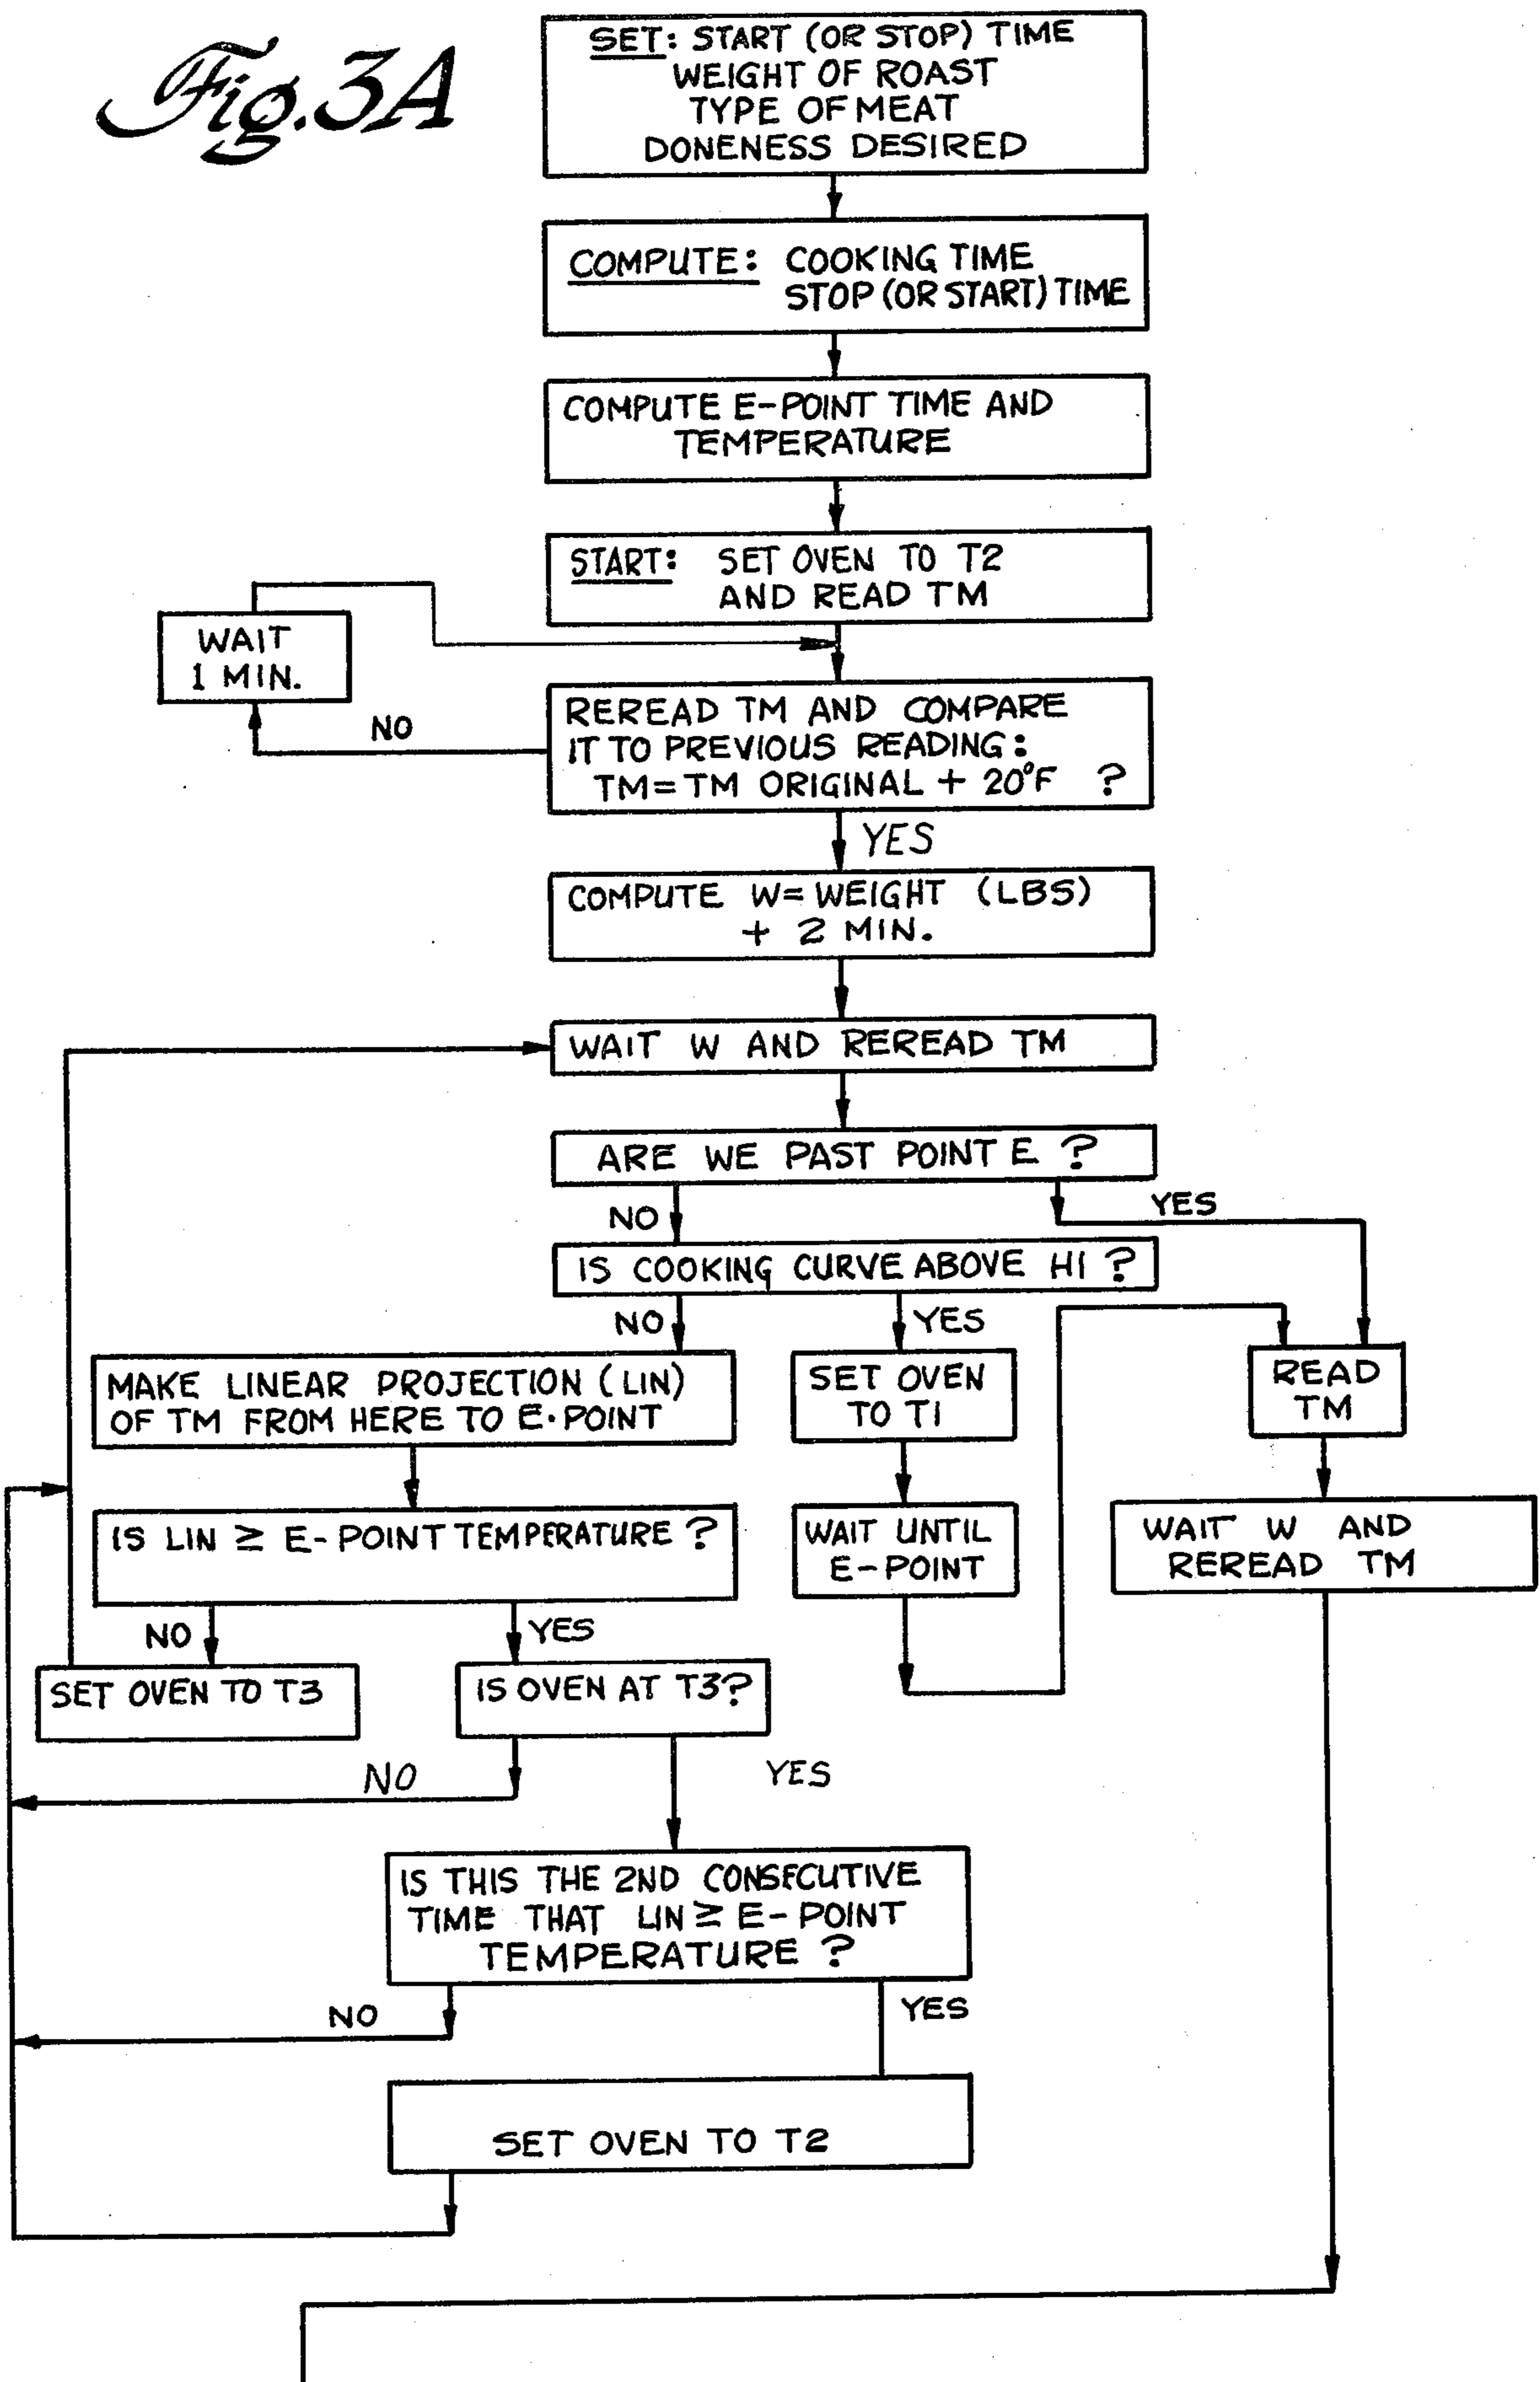 Fig. 3A
SET: START (OR STOP) TIME
WEIGHT OF ROAST
TYPE OF MEAT
DONENESS DESIRED
COMPUTE: COOKING TIME
STOP (OR START) TIME
COMPUTE E-POINT TIME AND
TEMPERATURE
START: SET OVEN TO T2
AND READ TM
WAIT
1 MIN.
NO
REREAD TM AND COMPARE
IT TO PREVIOUS READING:
TM = TM ORIGINAL + 20°F ?
YES
COMPUTE W = WEIGHT (LBS)
+ 2 MIN.
WAIT W AND REREAD TM
ARE WE PAST POINT E ?
NO
YES
IS COOKING CURVE ABOVE HI ?
NO
YES
MAKE LINEAR PROJECTION (LIN)
OF TM FROM HERE TO E-POINT
SET OVEN
TO T1
READ
TM
IS LIN ≥ E-POINT TEMPERATURE ?
WAIT UNTIL
E-POINT
WAIT W AND
REREAD TM
NO
YES
SET OVEN TO T3
IS OVEN AT T3?
NO
YES
IS THIS THE 2ND CONSECUTIVE
TIME THAT LIN ≥ E-POINT
TEMPERATURE ?
NO
YES
SET OVEN TO T2